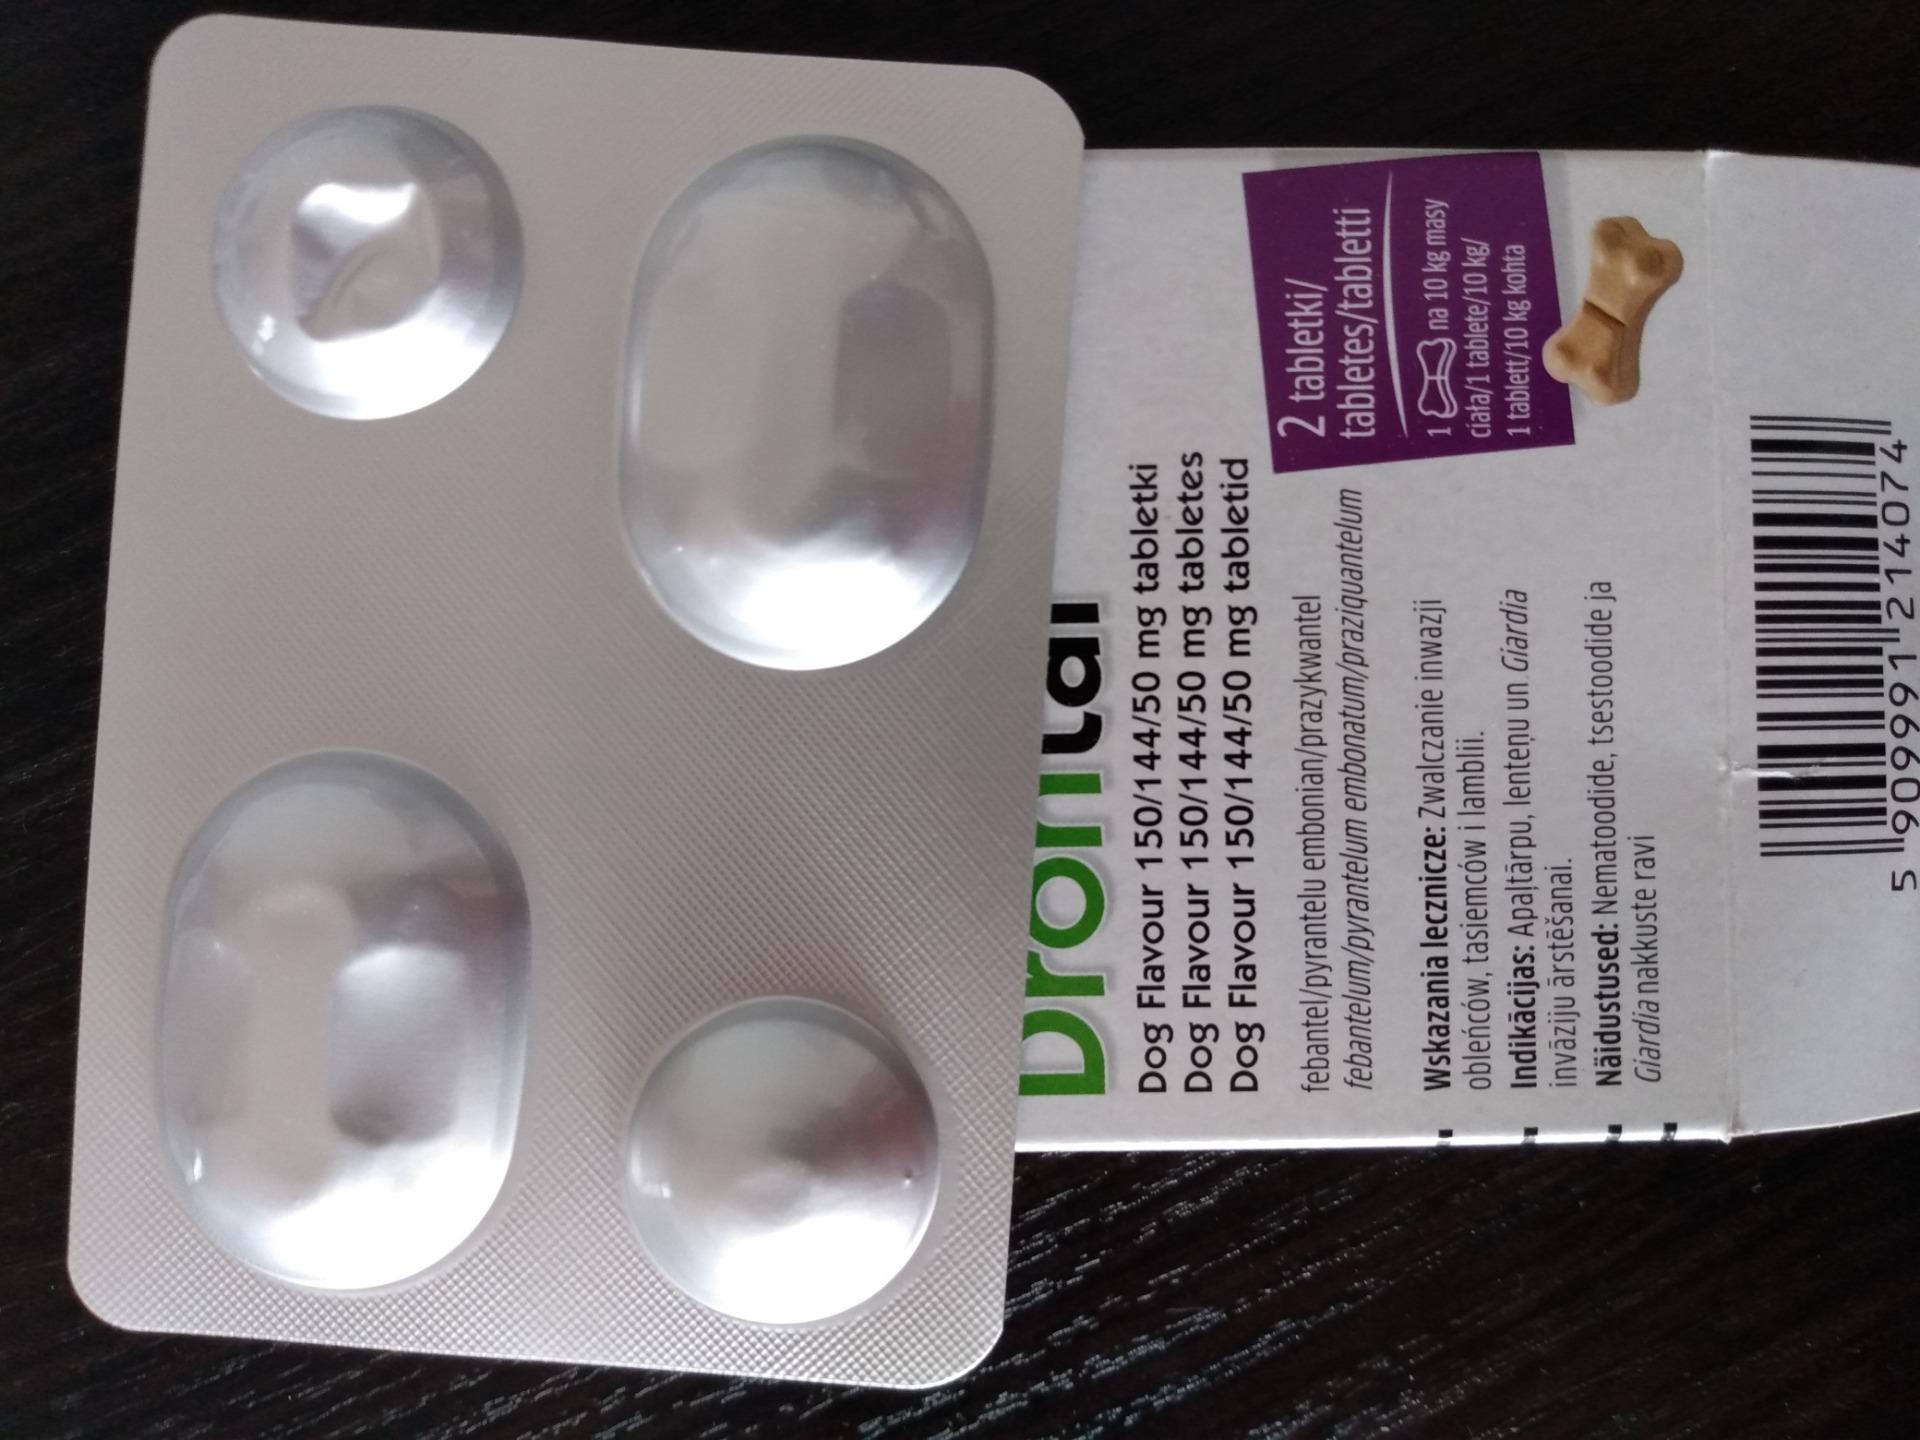 Drontal
Dog Flavour 150/144/50 mg tabletki
Dog Flavour 150/144/50 mg tabletes
Dog Flavour 150/144/50 mg tabletid
febantel/pyrantelu embonian/prazykwantel
febantelum/pyrantelum embonatum/praziquantelum
2 tabletki/
tabletes/tabletti
1 na 10 kg masy
ciała/1 tablete/10 kg/
1 tablett/10 kg kohta
Wskazania lecznicze: Zwalczanie inwazji
obleńców, tasiemców i lamblii.
Indikācijas: Apaļtārpu, lenteņu un Giardia
invāziju ārstēšanai.
Näidustused: Nematoodide, tsestoodide ja
Giardia nakkuste ravi
5 909991 214074